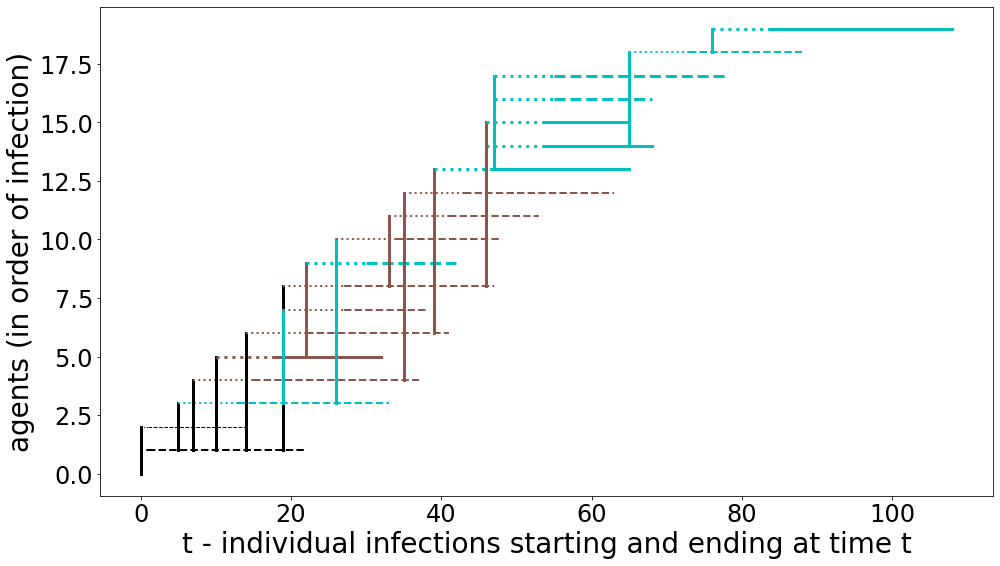 agents (in order of infection)
17.5
15.0
12.5
10.0
7.5
5.0
2.5
0.0
0 20 40 60 80 100
t - individual infections starting and ending at time t